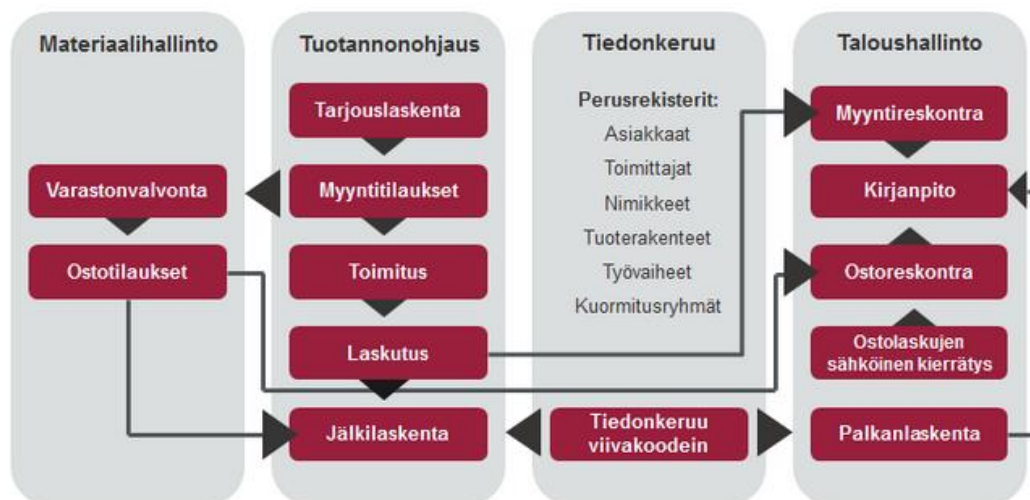 Materiaalihallinto
Varastonvalvonta
Ostotilaukset
Tuotannonohjaus
Tarjouslaskenta
Myyntitilaukset
Toimitus
Laskutus
Jälkilaskenta
Tiedonkeruu
Perusrekisterit:
Asiakkaat
Toimittajat
Nimikkeet
Tuoterakenteet
Työvaiheet
Kuormitusryhmät
Tiedonkeruu
viivakoodein
Taloushallinto
Myyntireskontra
Kirjanpito
Ostoreskontra
Ostolaskujen
sähköinen kierrätys
Palkanlaskenta